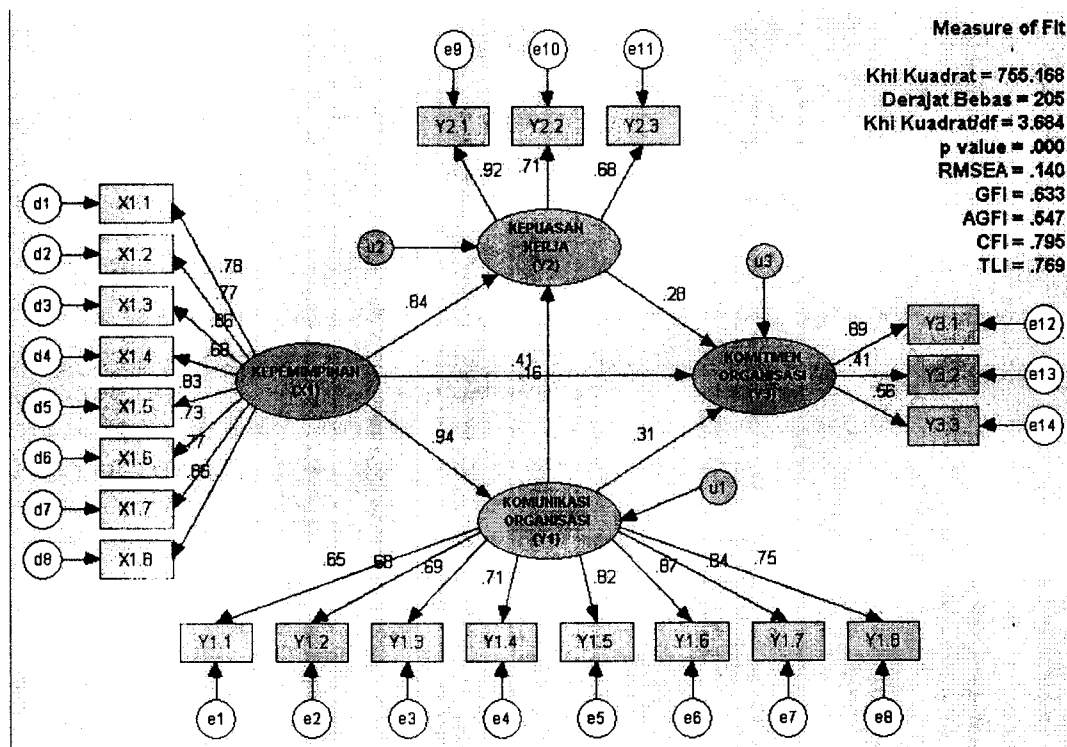 Measure of Fit
Khi Kuadrat = 755.168
Derajat Bebas = 205
Khi Kuadrat/df = 3.684
p value = .000
RMSEA = .140
GFI = .633
AGFI = .547
CFI = .795
TLI = .769
e9
e10
e11
Y2.1
Y2.2
Y2.3
.92
.71
.68
KEPUASAN
KERJA
(Y2)
u2
u3
d1
X1.1
d2
X1.2
d3
X1.3
d4
X1.4
d5
X1.5
d6
X1.6
d7
X1.7
d8
X1.8
.78
.77
.68
.83
.73
.77
KEPEMIMPINAN
(X1)
.84
.28
.41
.16
.94
.31
KOMITMEN
ORGANISASI
(Y3)
.41
.56
Y3.1
e12
Y3.2
e13
Y3.3
e14
KOMUNIKASI
ORGANISASI
(Y1)
u1
.65
.68
.69
.71
.82
.87
.84
.75
Y1.1
Y1.2
Y1.3
Y1.4
Y1.5
Y1.6
Y1.7
Y1.8
e1
e2
e3
e4
e5
e6
e7
e8